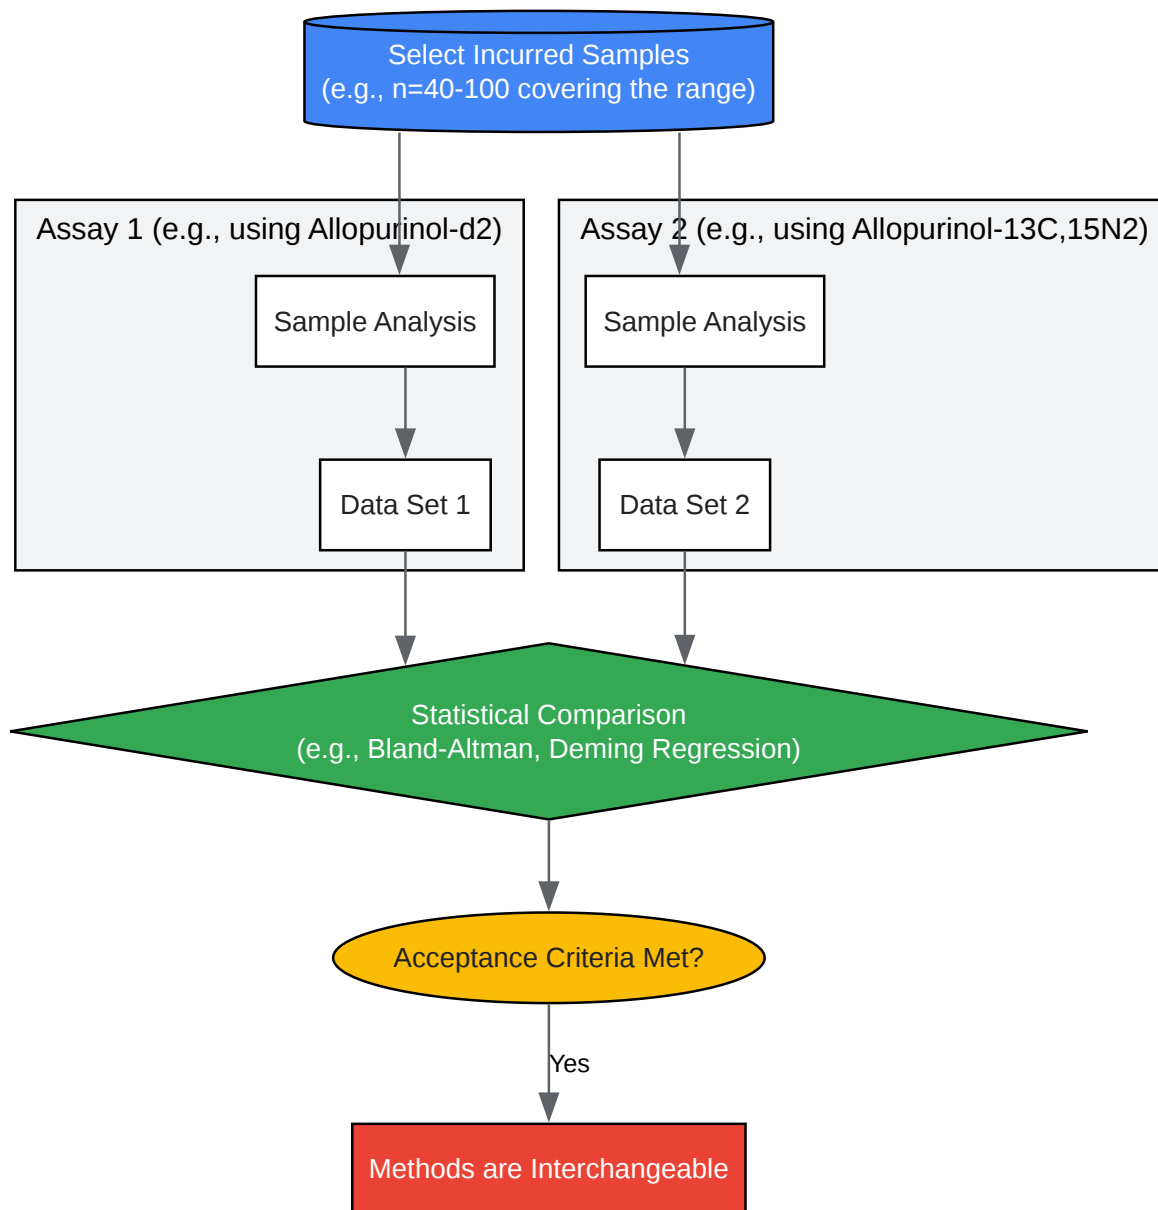 Select Incurred Samples
(e.g., n=40-100 covering the range)
Assay 1 (e.g., using Allopurinol-d2)
Assay 2 (e.g., using Allopurinol-13C,15N2)
Sample Analysis
Sample Analysis
Data Set 1
Data Set 2
Statistical Comparison
(e.g., Bland-Altman, Deming Regression)
Acceptance Criteria Met?
Yes
Methods are Interchangeable